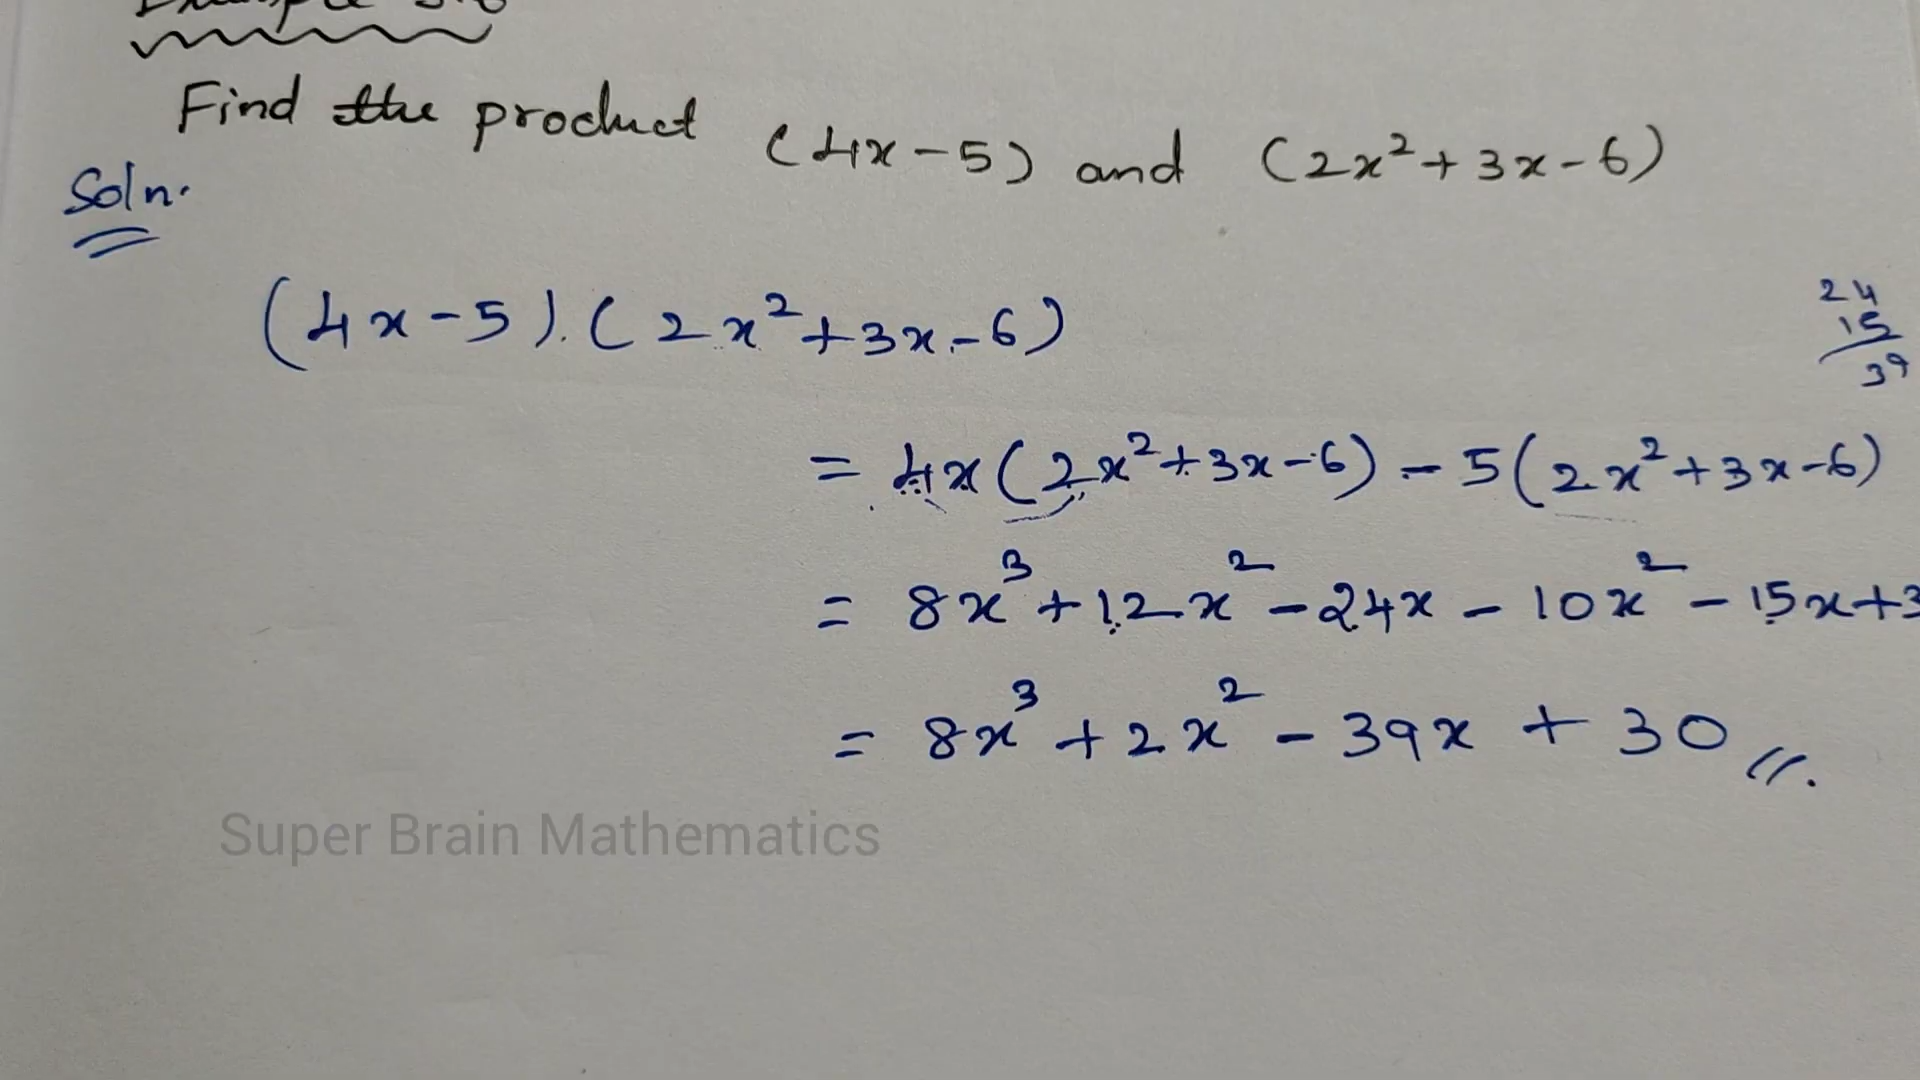 Find the product (4x-5) and (2x²+3x-6)
Soln.
(4x-5).(2x²+3x-6)
24
15
39
= 4x(2x²+3x-6) - 5(2x²+3x-6)
= 8x³+12x²-24x-10x²-15x+3
= 8x³+2x²-39x+30 //.
Super Brain Mathematics